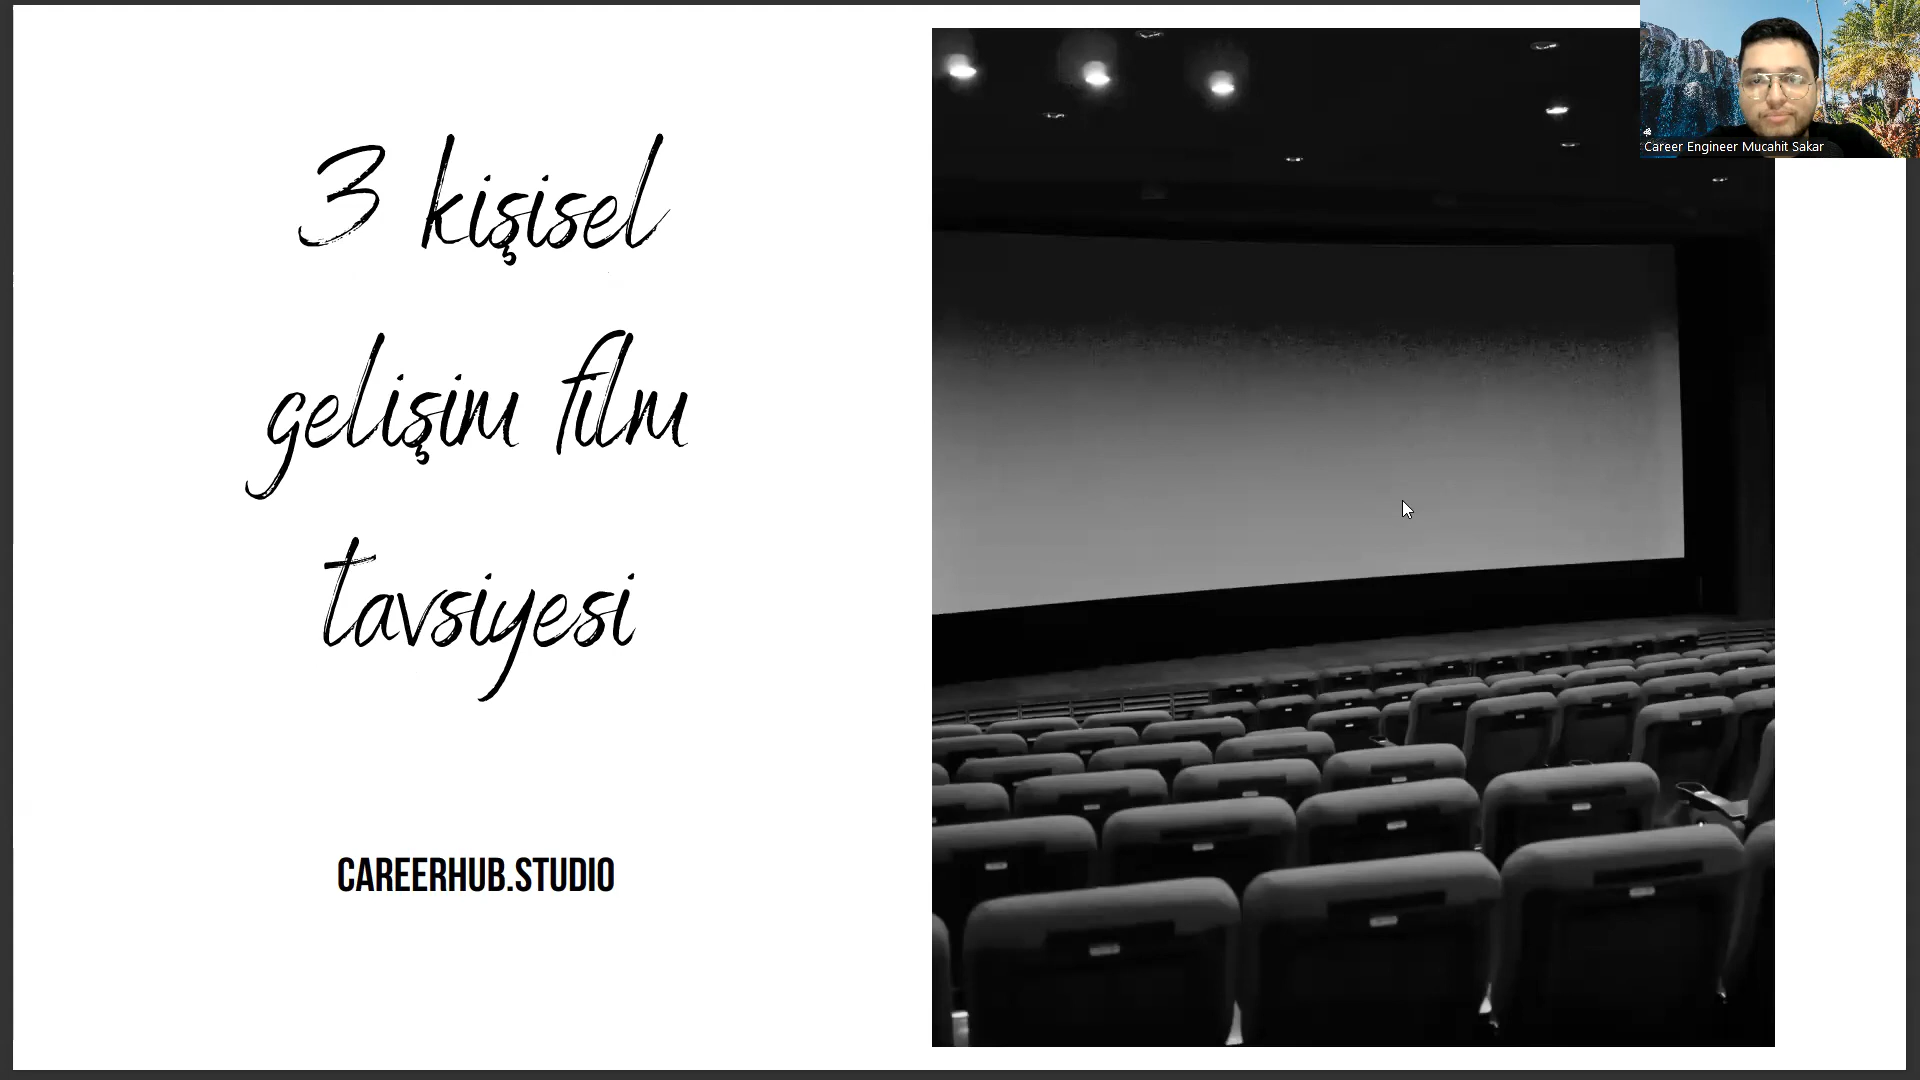 3 kişisel
gelişim film
tavsiyesi
CAREERHUB.STUDIO
Career Engineer Mucahit Sakar